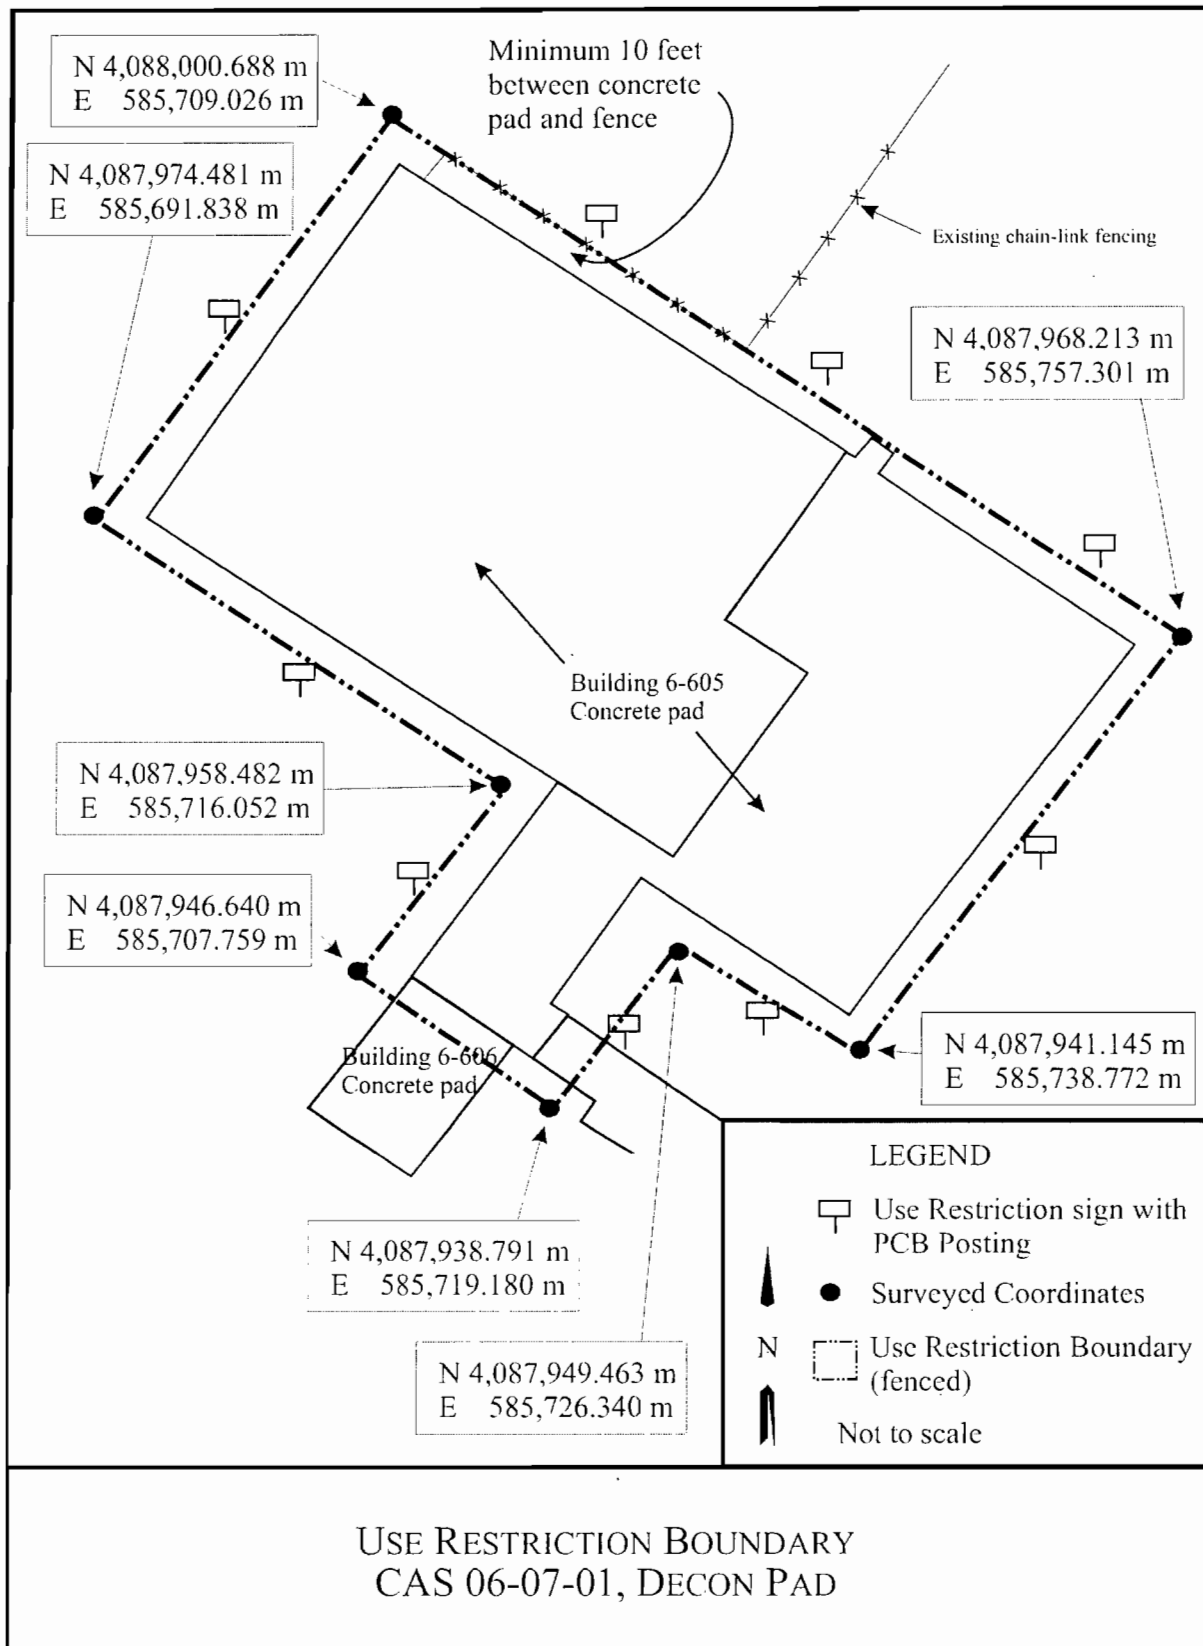 N 4,088,000.688 m
E 585,709.026 m
Minimum 10 feet
between concrete
pad and fence
N 4,087,974.481 m
E 585,691.838 m
Existing chain-link fencing
N 4,087,968.213 m
E 585,757.301 m
Building 6-605
Concrete pad
N 4,087,958.482 m
E 585,716.052 m
N 4,087,946.640 m
E 585,707.759 m
Building 6-606
Concrete pad
N 4,087,941.145 m
E 585,738.772 m
N 4,087,938.791 m
E 585,719.180 m
N 4,087,949.463 m
E 585,726.340 m
LEGEND
Use Restriction sign with
PCB Posting
Surveyed Coordinates
N
Use Restriction Boundary
(fenced)
Not to scale
USE RESTRICTION BOUNDARY
CAS 06-07-01, DECON PAD